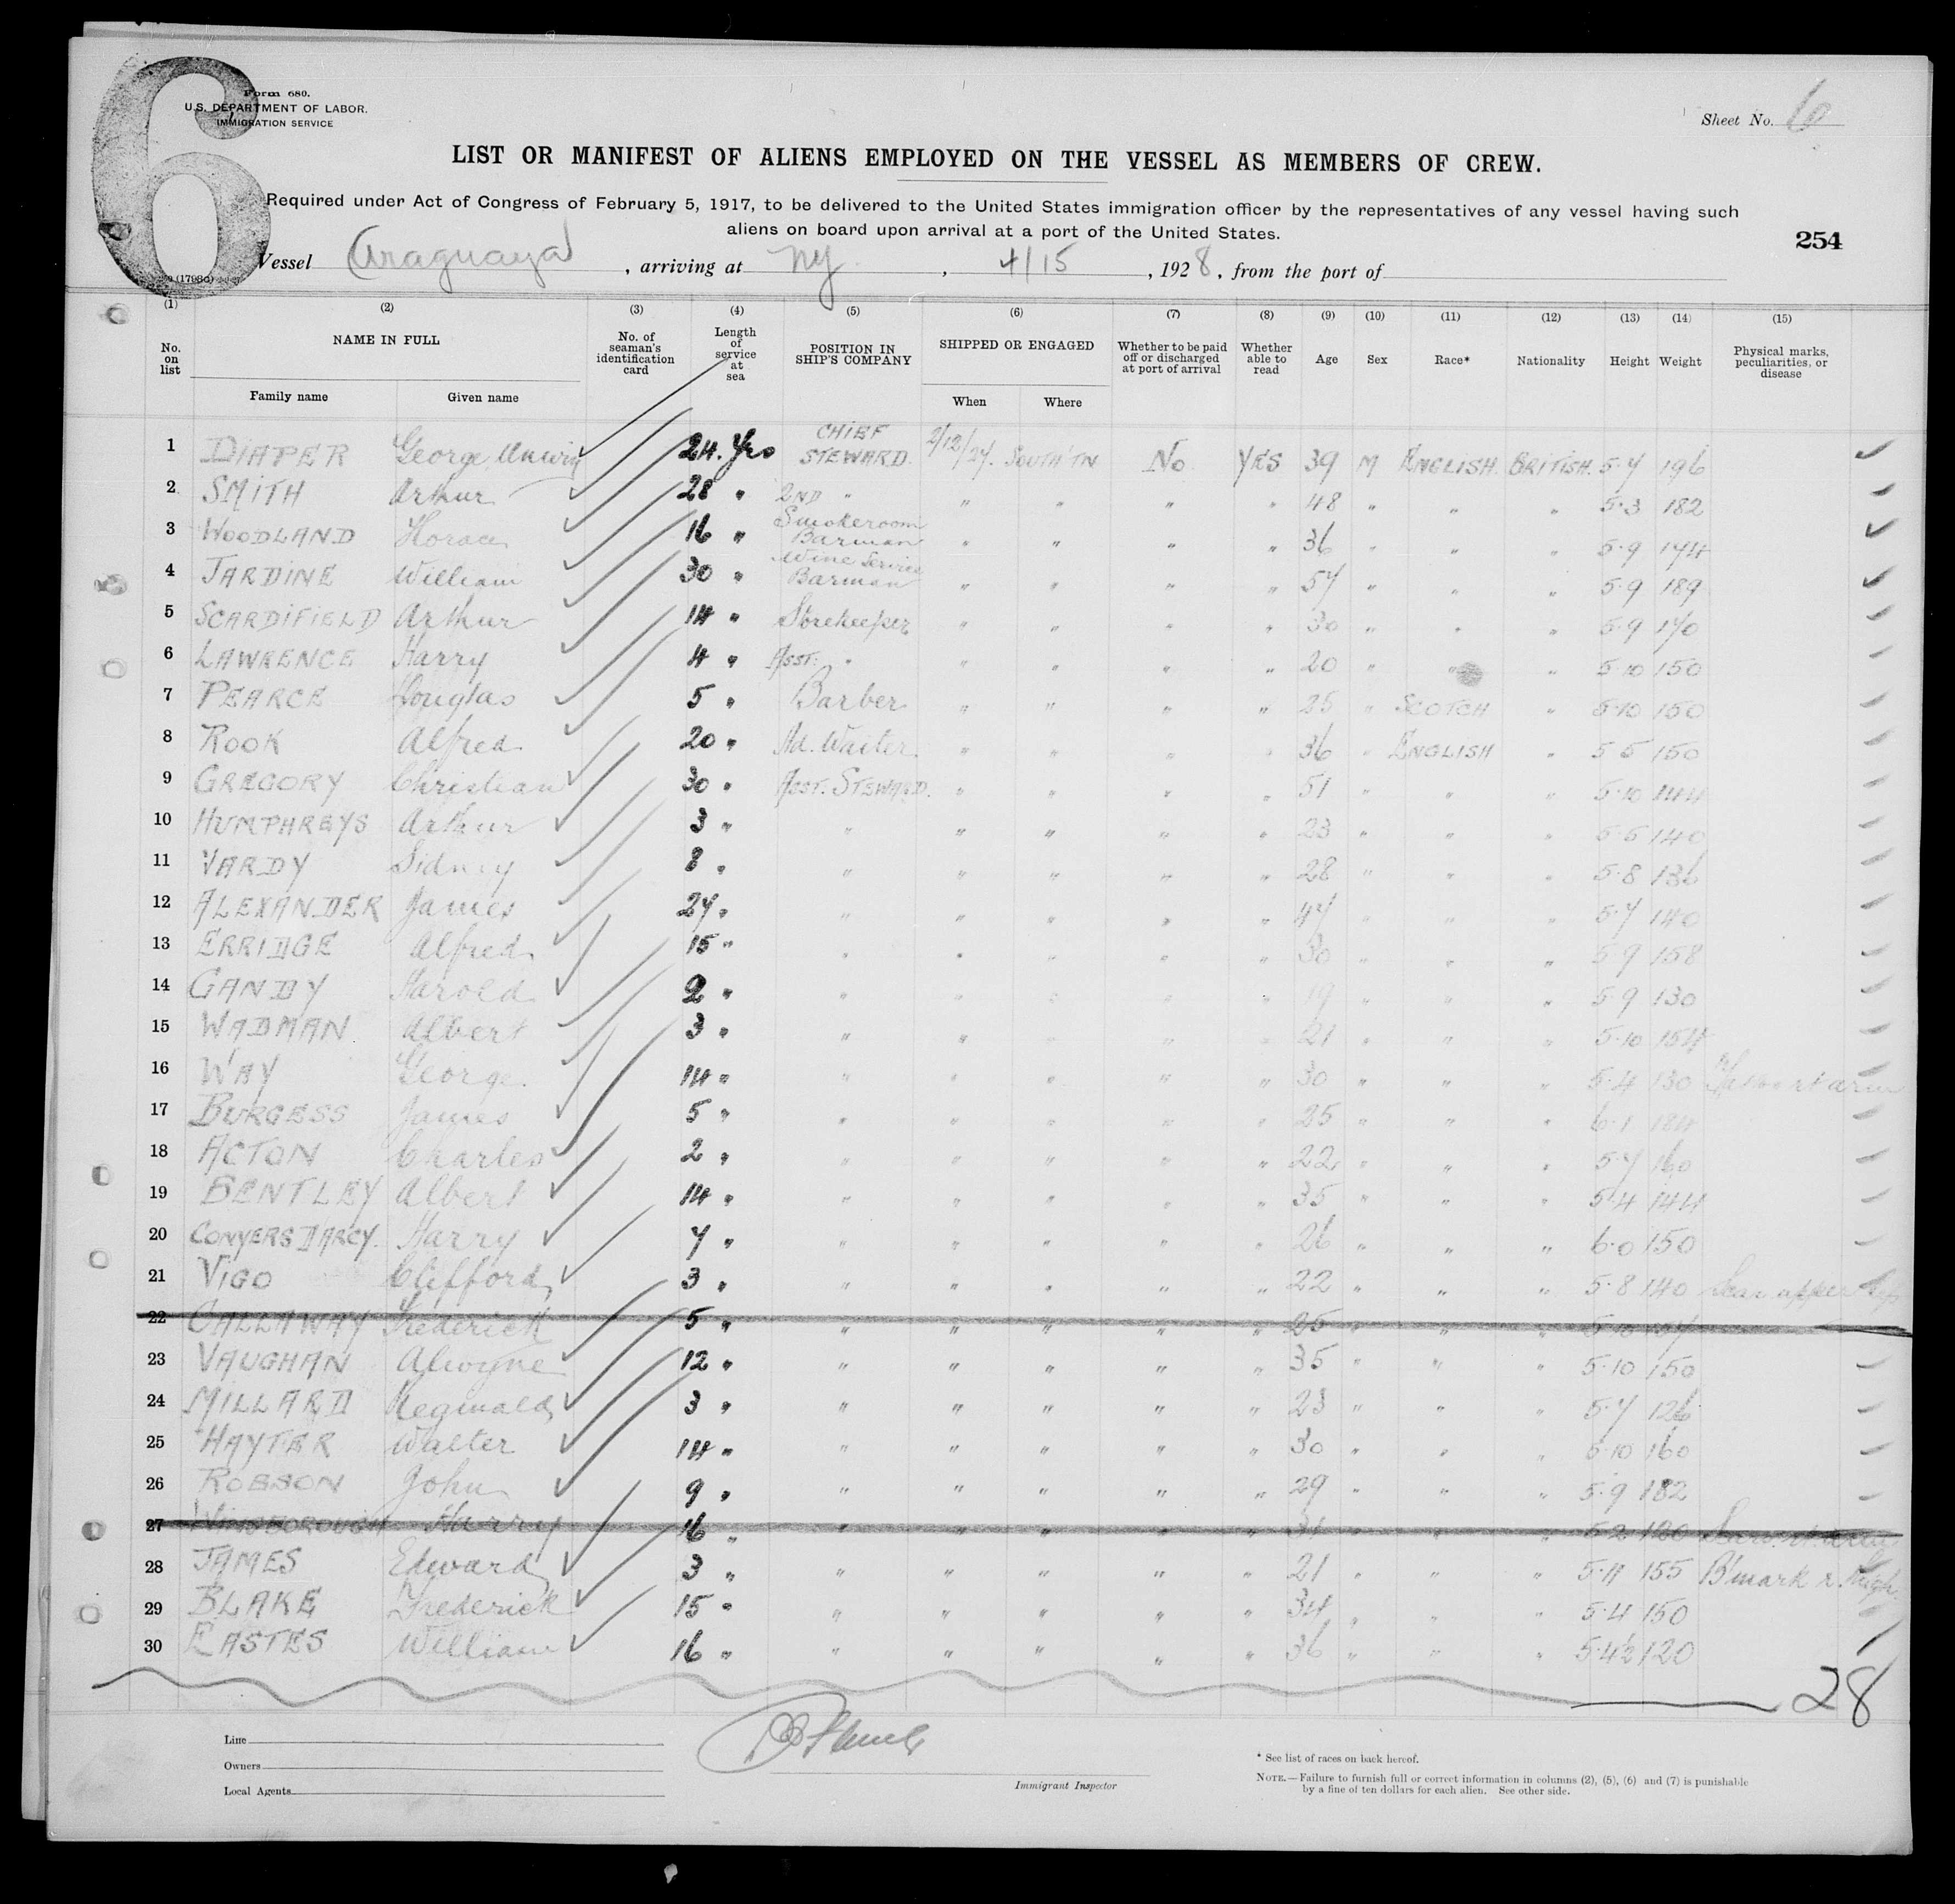 6
Form 680.
U.S. DEPARTMENT OF LABOR.
IMMIGRATION SERVICE
Sheet No. 6
LIST OR MANIFEST OF ALIENS EMPLOYED ON THE VESSEL AS MEMBERS OF CREW.
Required under Act of Congress of February 5, 1917, to be delivered to the United States immigration officer by the representatives of any vessel having such
aliens on board upon arrival at a port of the United States.
254
Vessel Araguaya, arriving at NY, 4/15, 1928, from the port of
(1) (2) (3) (4) (5) (6) (7) (8) (9) (10) (11) (12) (13) (14) (15)
No. on list NAME IN FULL Family name Given name No. of seaman's identification card Length of service at sea POSITION IN SHIP'S COMPANY SHIPPED OR ENGAGED When Where Whether to be paid off or discharged at port of arrival Whether able to read Age Sex Race* Nationality Height Weight Physical marks, peculiarities, or disease
1 DIAPER George Unwin 24 Yrs CHIEF STEWARD 2/12/27. SOUTH'TN No YES 39 M ENGLISH BRITISH. 5·7 196
2 SMITH Arthur 28 " 2ND " " " " " 48 " " " 5·3 182
3 WOODLAND Horace 16 " Smokeroom Barman " " " " 36 " " " 5·9 174
4 JARDINE William 30 " Wine Service Barman " " " " 57 " " " 5·9 189
5 SCARDIFIELD Arthur 14 " Storekeeper " " " " 30 " " " 5·9 170
6 LAWRENCE Harry 4 " ASST. " " " " " 20 " " " 5·10 150
7 PEARCE Douglas 5 " Barber " " " " 25 " SCOTCH " 5·10 150
8 ROOK Alfred 20 " Hd. Waiter " " " " 36 " ENGLISH " 5·5 150
9 GREGORY Christian 30 " ASST. STEWARD. " " " " 51 " " " 5·10 144
10 HUMPHREYS Arthur 3 " " " " " " 23 " " " 5·5 140
11 VARDY Sidney 8 " " " " " " 28 " " " 5·8 136
12 ALEXANDER James 27 " " " " " " 47 " " " 5·7 140
13 ERRIDGE Alfred 15 " " " " " " 30 " " " 5·9 158
14 GANDY Harold 2 " " " " " " 19 " " " 5·9 130
15 WADMAN Albert 3 " " " " " " 21 " " " 5·10 154
16 WAY George 14 " " " " " " 30 " " " 5·4 130 arm
17 BURGESS James 5 " " " " " " 25 " " " 6·1 184
18 ACTON Charles 2 " " " " " " 22 " " " 5·7 160
19 BENTLEY Albert 14 " " " " " " 35 " " " 5·4 144
20 CONYERS DARCY. Harry 7 " " " " " " 26 " " " 6·0 150
21 VIGO Clifford 3 " " " " " " 22 " " " 5·8 140 Scar upper lip
22 CALLAWAY Frederick 5 " " " " " " 25 " " " 5·10
23 VAUGHAN Alwyne 12 " " " " " " 35 " " " 5·10 150
24 MILLARD Reginald 3 " " " " " " 23 " " " 5·7 126
25 HAYTER Walter 14 " " " " " " 30 " " " 5·10 160
26 ROBSON John 9 " " " " " " 29 " " " 5·9 182
27 WINSBOROUGH Harry 16 " " " " " " 31 " " " 5·2 120
28 JAMES Edward 3 " " " " " " 21 " " " 5·11 155 B'mark r. thigh
29 BLAKE Frederick 15 " " " " " " 34 " " " 5·4 150
30 EASTES William 16 " " " " " " 36 " " " 5·4½ 120
28
Line
Owners
Local Agents
Immigrant Inspector
* See list of races on back hereof.
NOTE.—Failure to furnish full or correct information in columns (2), (5), (6) and (7) is punishable
by a fine of ten dollars for each alien. See other side.